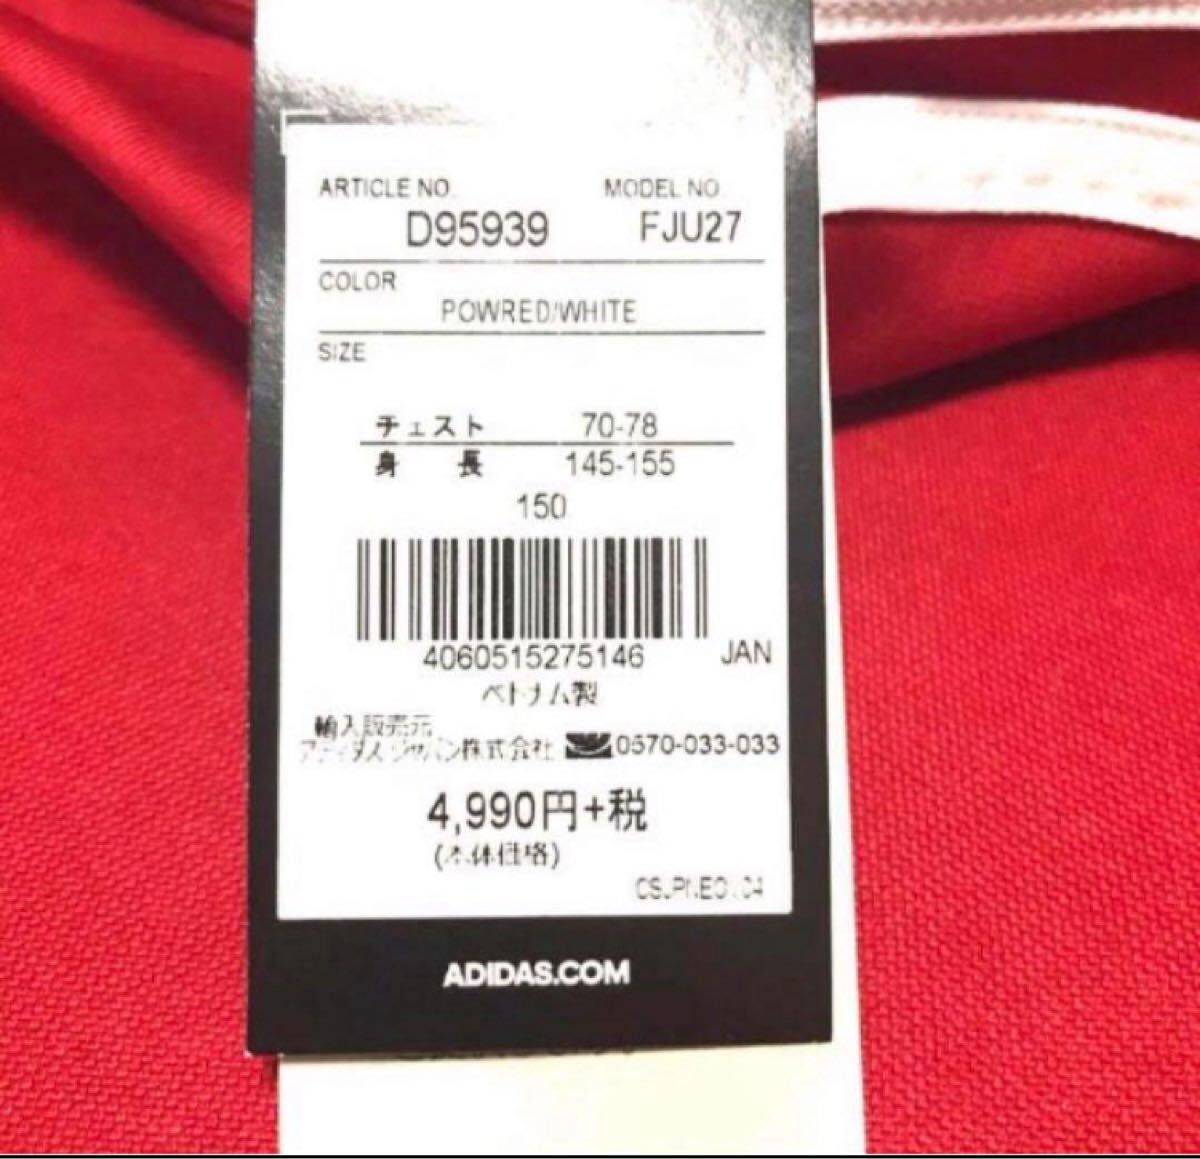 ARTICLE NO. MODEL NO.
D95939 FJU27
COLOR
POWRED/WHITE
SIZE
チェスト 70-78
身長 145-155
150
4060515275146 JAN
ベトナム製
輸入販売元
アディダス ジャパン株式会社 0570-033-033
4,990円+税
(本体価格)
ADIDAS.COM